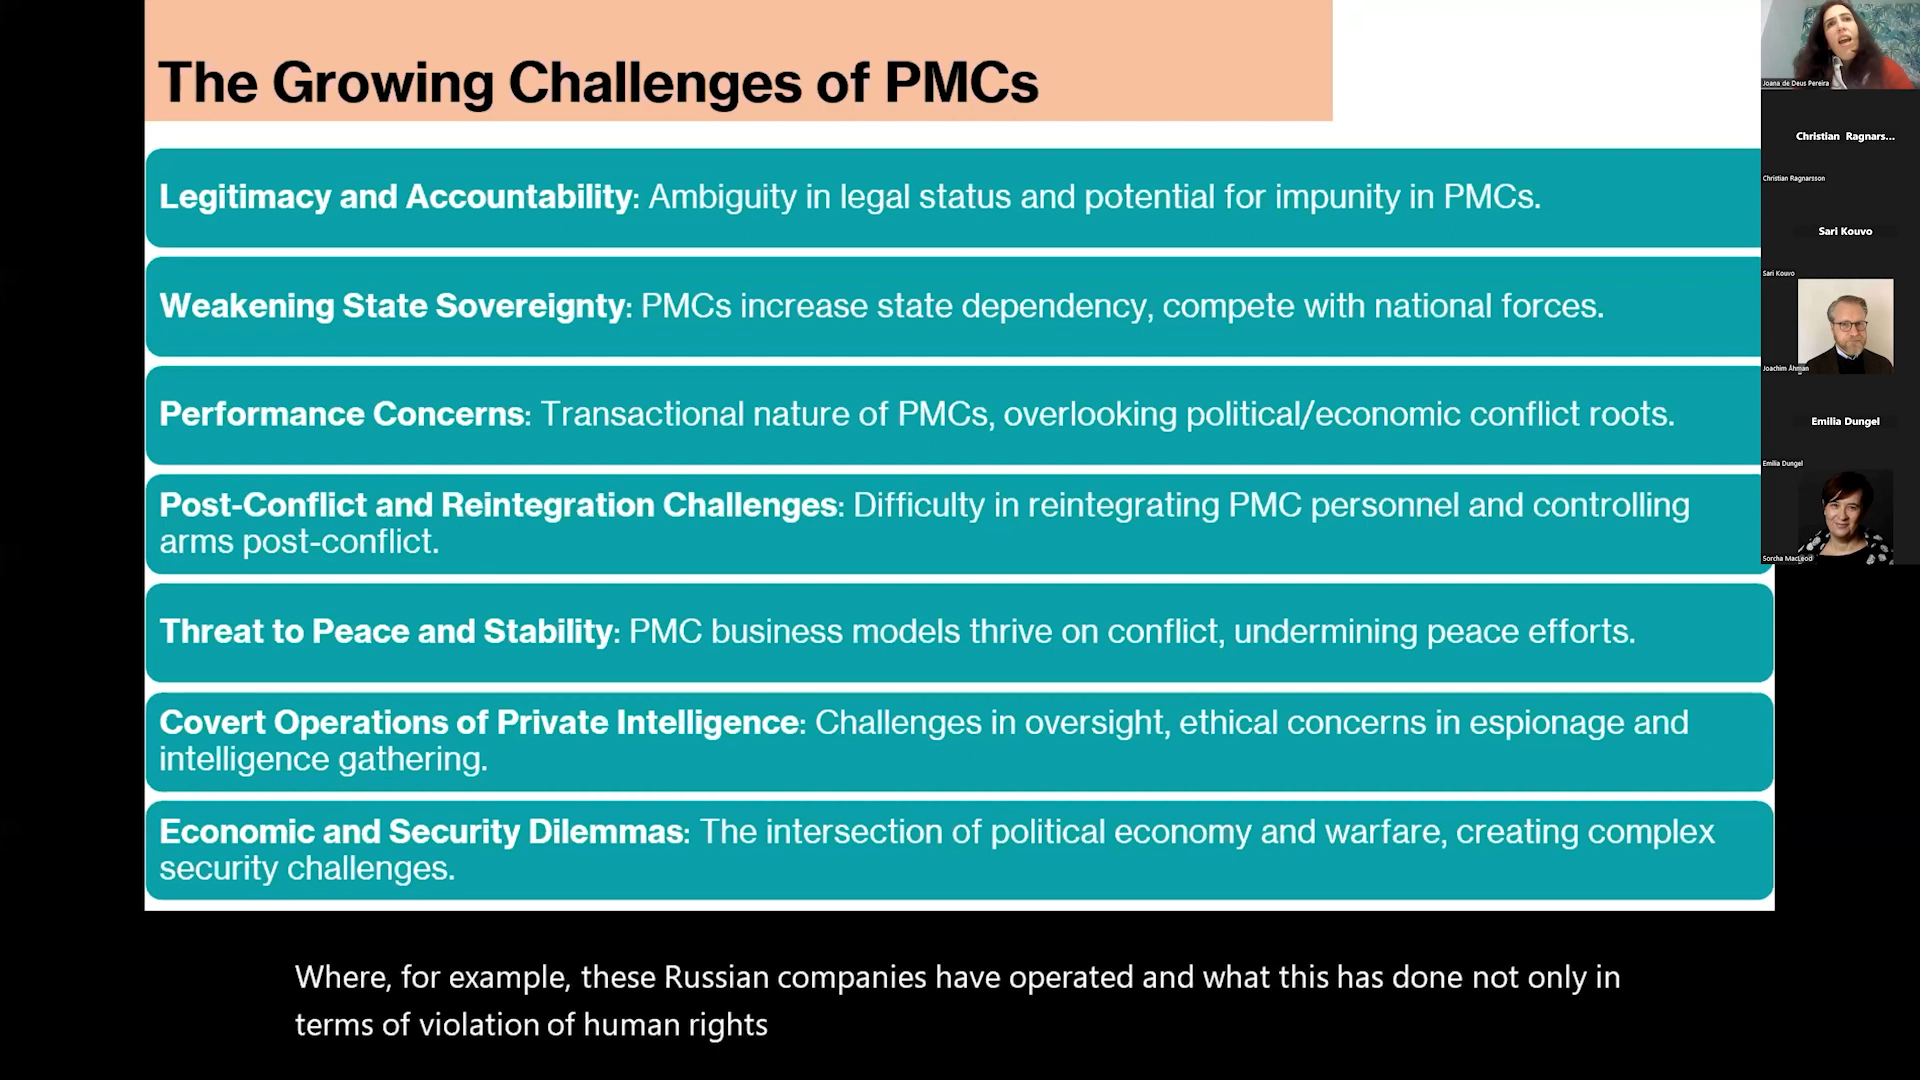 The Growing Challenges of PMCs
Legitimacy and Accountability: Ambiguity in legal status and potential for impunity in PMCs.
Weakening State Sovereignty: PMCs increase state dependency, compete with national forces.
Performance Concerns: Transactional nature of PMCs, overlooking political/economic conflict roots.
Post-Conflict and Reintegration Challenges: Difficulty in reintegrating PMC personnel and controlling
arms post-conflict.
Threat to Peace and Stability: PMC business models thrive on conflict, undermining peace efforts.
Covert Operations of Private Intelligence: Challenges in oversight, ethical concerns in espionage and
intelligence gathering.
Economic and Security Dilemmas: The intersection of political economy and warfare, creating complex
security challenges.
Joana de Deus Pereira
Christian Ragnars...
Christian Ragnarsson
Sari Kouvo
Sari Kouvo
Joachim Åhman
Emilia Dungel
Emilia Dungel
Sorcha MacLeod
Where, for example, these Russian companies have operated and what this has done not only in
terms of violation of human rights